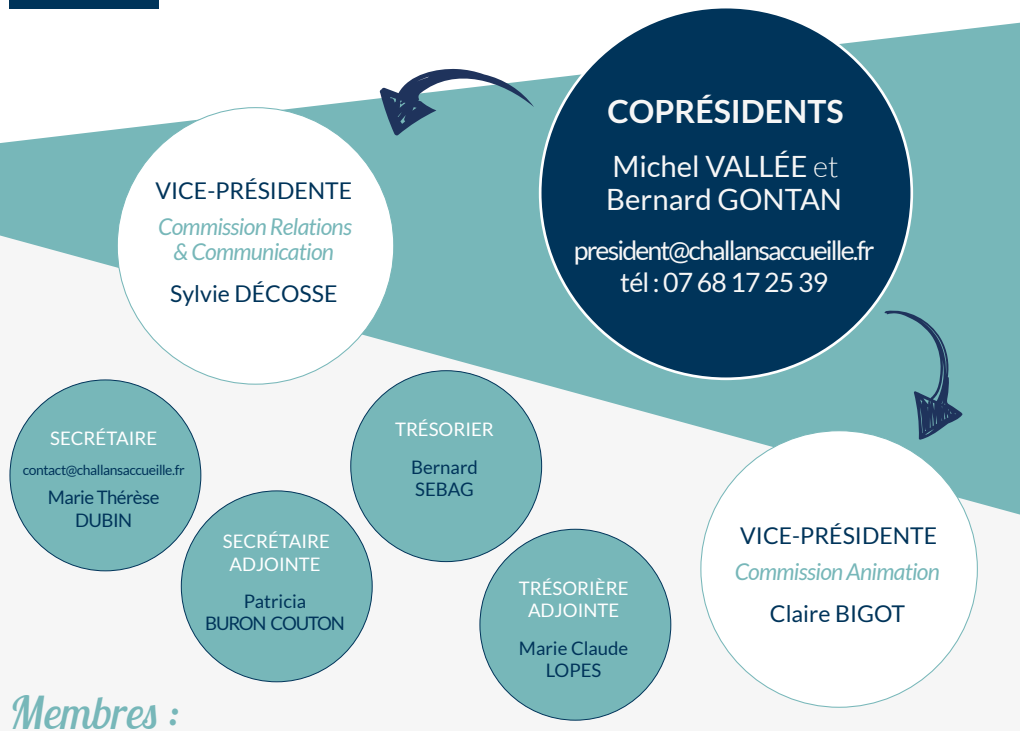 COPRÉSIDENTS
Michel VALLÉE et
Bernard GONTAN
president@challansaccueille.fr
tél : 07 68 17 25 39
VICE-PRÉSIDENTE
Commission Relations
& Communication
Sylvie DÉCOSSE
SECRÉTAIRE
contact@challansaccueille.fr
Marie Thérèse
DUBIN
SECRÉTAIRE
ADJOINTE
Patricia
BURON COUTON
TRÉSORIER
Bernard
SEBAG
TRÉSORIÈRE
ADJOINTE
Marie Claude
LOPES
VICE-PRÉSIDENTE
Commission Animation
Claire BIGOT
Membres :